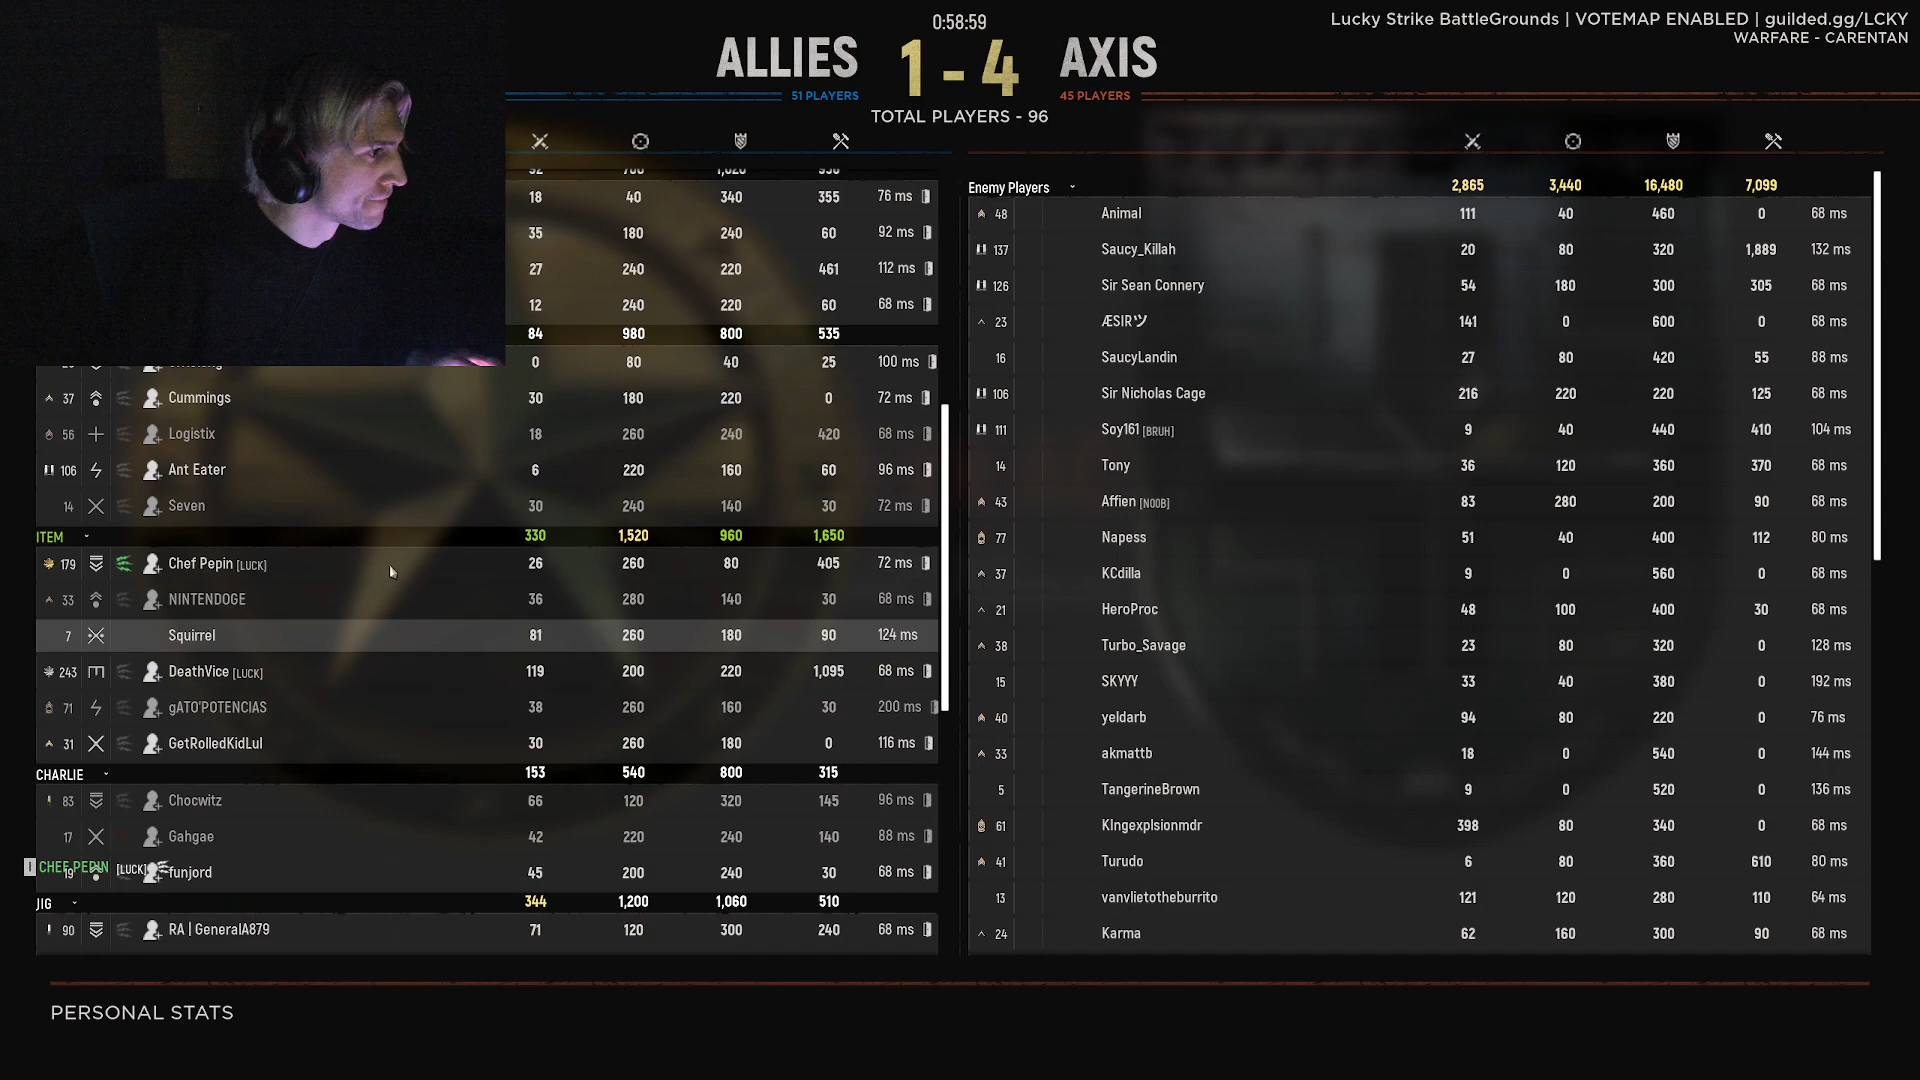 0:58:59
Lucky Strike BattleGrounds | VOTEMAP ENABLED | guilded.gg/LCKY
WARFARE - CARENTAN
ALLIES 1 - 4 AXIS
51 PLAYERS 45 PLAYERS
TOTAL PLAYERS - 96
18 40 340 355 76 ms
35 180 240 60 92 ms
27 240 220 461 112 ms
12 240 220 60 68 ms
84 980 800 535
0 80 40 25 100 ms
37 Cummings 30 180 220 0 72 ms
56 Logistix 18 260 240 420 68 ms
106 Ant Eater 6 220 160 60 96 ms
14 Seven 30 240 140 30 72 ms
ITEM 330 1,520 960 1,650
179 Chef Pepin [LUCK] 26 260 80 405 72 ms
33 NINTENDOGE 36 280 140 30 68 ms
7 Squirrel 81 260 180 90 124 ms
243 DeathVice [LUCK] 119 200 220 1,095 68 ms
71 gATO'POTENCIAS 38 260 160 30 200 ms
31 GetRolledKidLul 30 260 180 0 116 ms
CHARLIE 153 540 800 315
83 Chocwitz 66 120 320 145 96 ms
17 Gahgae 42 220 240 140 88 ms
I CHEF PEPIN [LUCK]
19 funjord 45 200 240 30 68 ms
JIG 344 1,200 1,060 510
90 RA | GeneralA879 71 120 300 240 68 ms
Enemy Players 2,865 3,440 16,480 7,099
48 Animal 111 40 460 0 68 ms
137 Saucy_Killah 20 80 320 1,889 132 ms
126 Sir Sean Connery 54 180 300 305 68 ms
23 ÆSIRツ 141 0 600 0 68 ms
16 SaucyLandin 27 80 420 55 88 ms
106 Sir Nicholas Cage 216 220 220 125 68 ms
111 Soy161 [BRUH] 9 40 440 410 104 ms
14 Tony 36 120 360 370 68 ms
43 Affien [NOOB] 83 280 200 90 68 ms
77 Napess 51 40 400 112 80 ms
37 KCdilla 9 0 560 0 68 ms
21 HeroProc 48 100 400 30 68 ms
38 Turbo_Savage 23 80 320 0 128 ms
15 SKYYY 33 40 380 0 192 ms
40 yeldarb 94 80 220 0 76 ms
33 akmattb 18 0 540 0 144 ms
5 TangerineBrown 9 0 520 0 136 ms
61 KIngexplsionmdr 398 80 340 0 68 ms
41 Turudo 6 80 360 610 80 ms
13 vanvlietotheburrito 121 120 280 110 64 ms
24 Karma 62 160 300 90 68 ms
PERSONAL STATS